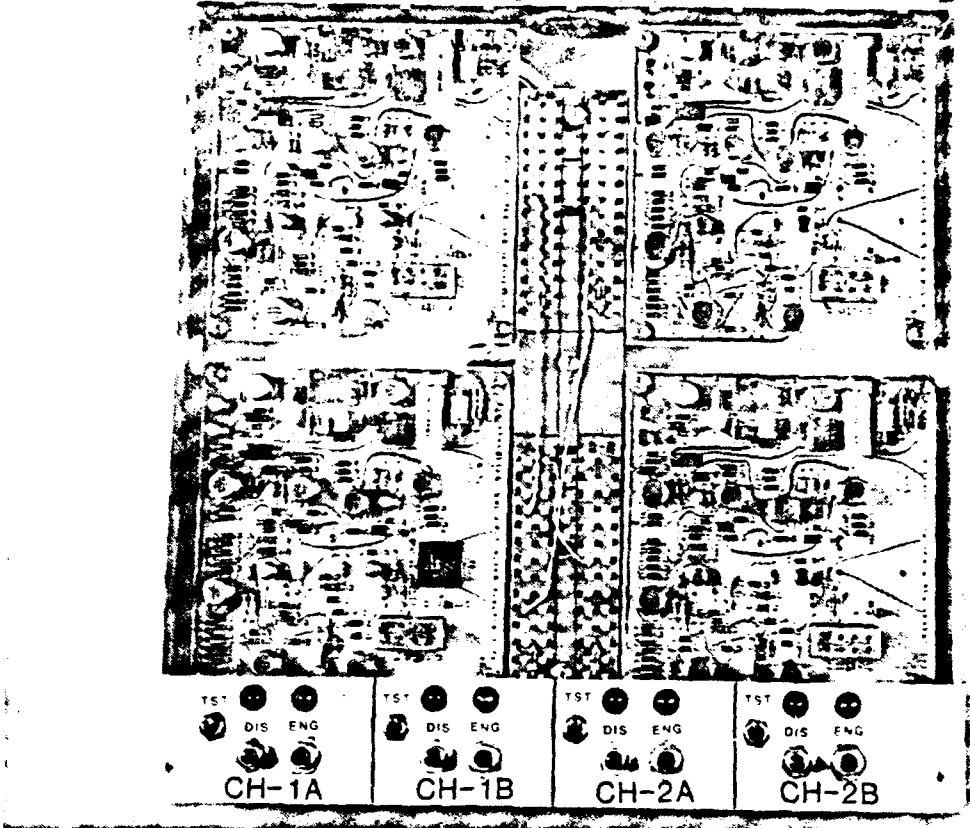 TST TST TST TST
DIS ENG DIS ENG DIS ENG DIS ENG
CH-1A CH-1B CH-2A CH-2B